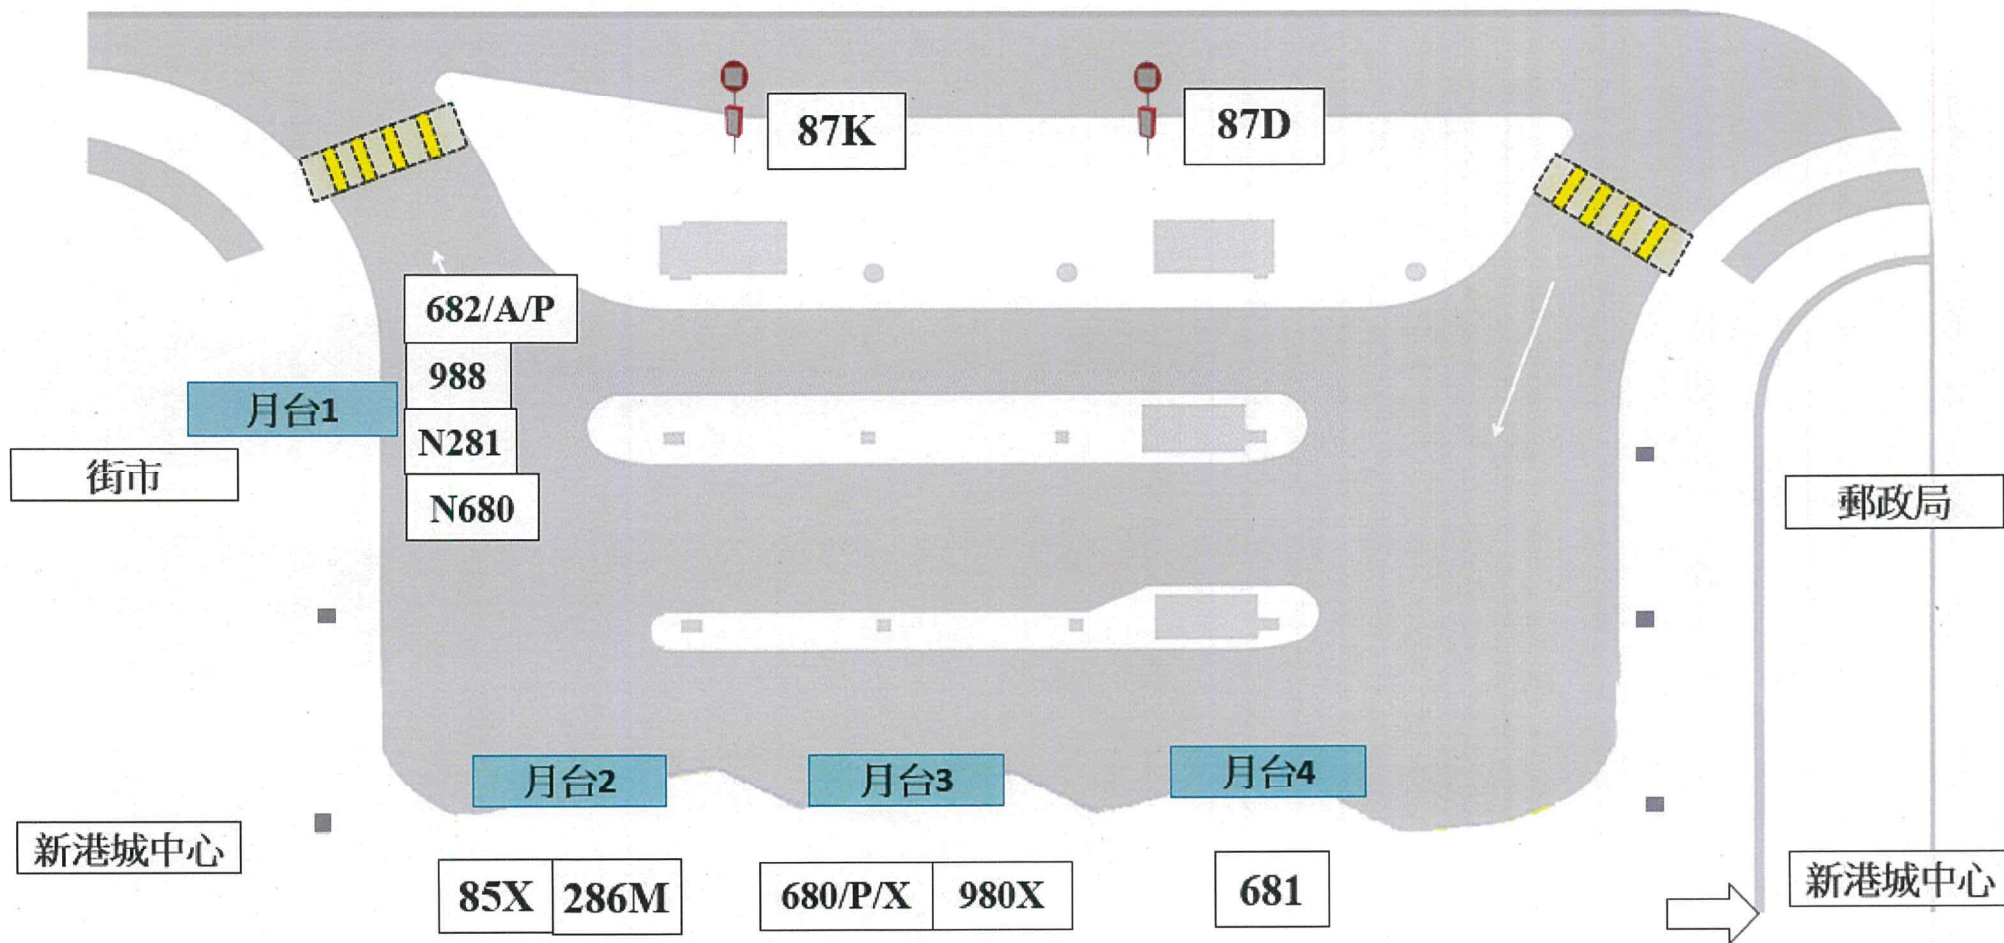 87K
87D
682/A/P
988
月台1
N281
街市
N680
郵政局
月台2
月台3
月台4
新港城中心
85X
286M
680/P/X
980X
681
新港城中心